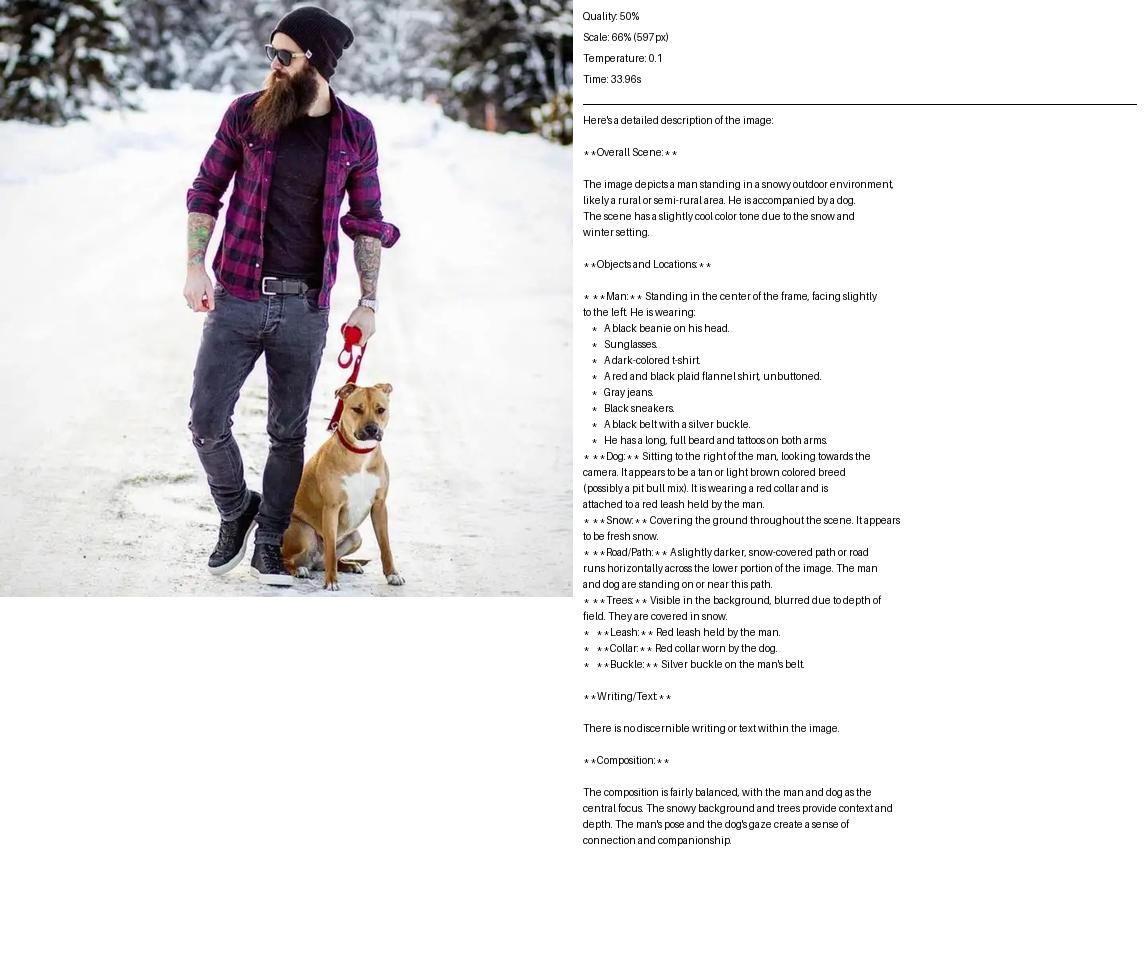 Quality: 50%
Scale: 66% (597px)
Temperature: 0.1
Time: 33.96s
Here's a detailed description of the image:
**Overall Scene:**
The image depicts a man standing in a snowy outdoor environment,
likely a rural or semi-rural area. He is accompanied by a dog.
The scene has a slightly cool color tone due to the snow and
winter setting.
**Objects and Locations:**
* **Man:** Standing in the center of the frame, facing slightly
to the left. He is wearing:
* A black beanie on his head.
* Sunglasses.
* A dark-colored t-shirt.
* A red and black plaid flannel shirt, unbuttoned.
* Gray jeans.
* Black sneakers.
* A black belt with a silver buckle.
* He has a long, full beard and tattoos on both arms.
* **Dog:** Sitting to the right of the man, looking towards the
camera. It appears to be a tan or light brown colored breed
(possibly a pit bull mix). It is wearing a red collar and is
attached to a red leash held by the man.
* **Snow:** Covering the ground throughout the scene. It appears
to be fresh snow.
* **Road/Path:** A slightly darker, snow-covered path or road
runs horizontally across the lower portion of the image. The man
and dog are standing on or near this path.
* **Trees:** Visible in the background, blurred due to depth of
field. They are covered in snow.
* **Leash:** Red leash held by the man.
* **Collar:** Red collar worn by the dog.
* **Buckle:** Silver buckle on the man's belt.
**Writing/Text:**
There is no discernible writing or text within the image.
**Composition:**
The composition is fairly balanced, with the man and dog as the
central focus. The snowy background and trees provide context and
depth. The man's pose and the dog's gaze create a sense of
connection and companionship.